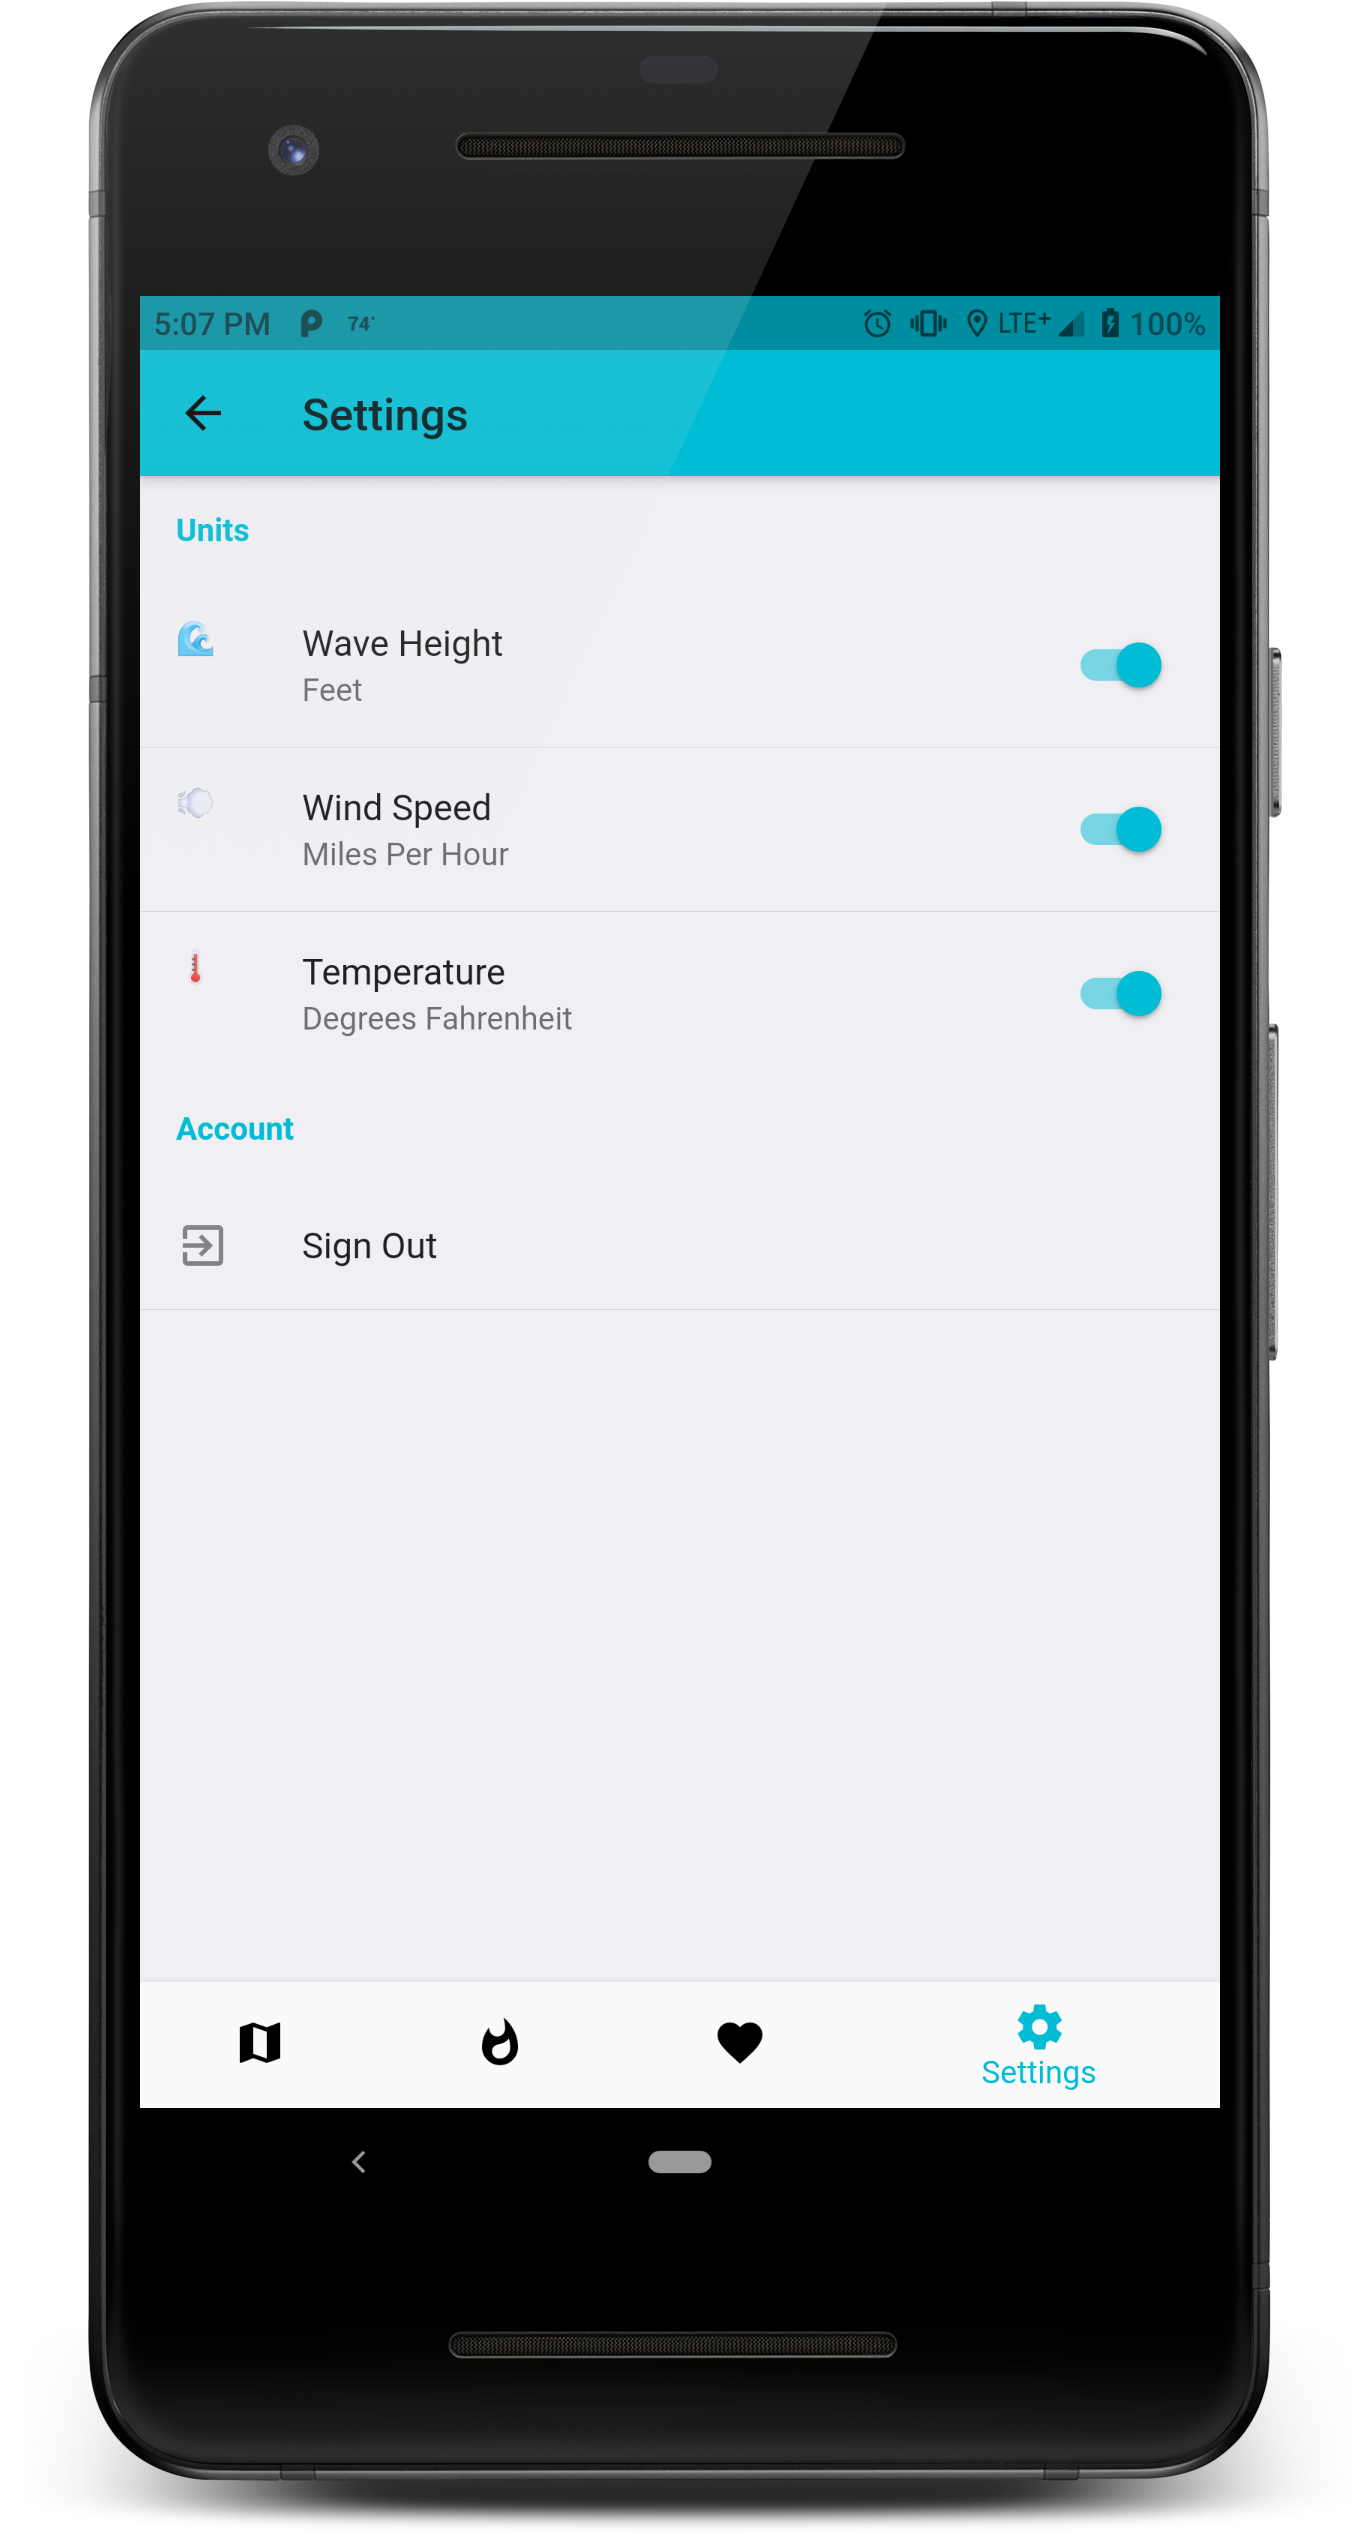 5:07 PM 74° LTE+ 100%
Settings
Units
Wave Height
Feet
Wind Speed
Miles Per Hour
Temperature
Degrees Fahrenheit
Account
Sign Out
Settings